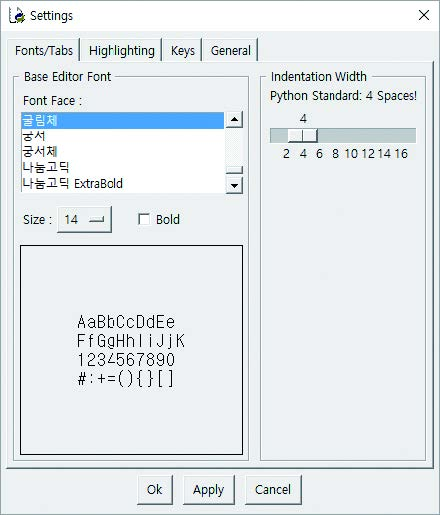 Settings
Fonts/Tabs
Highlighting
Keys
General
Base Editor Font
Font Face :
굴림체
궁서
궁서체
나눔고딕
나눔고딕 ExtraBold
Size : 14
Bold
AaBbCcDdEe
FfGgHhIiJjK
1234567890
#:+=(){}[]
Indentation Width
Python Standard: 4 Spaces!
4
2 4 6 8 10 12 14 16
Ok
Apply
Cancel